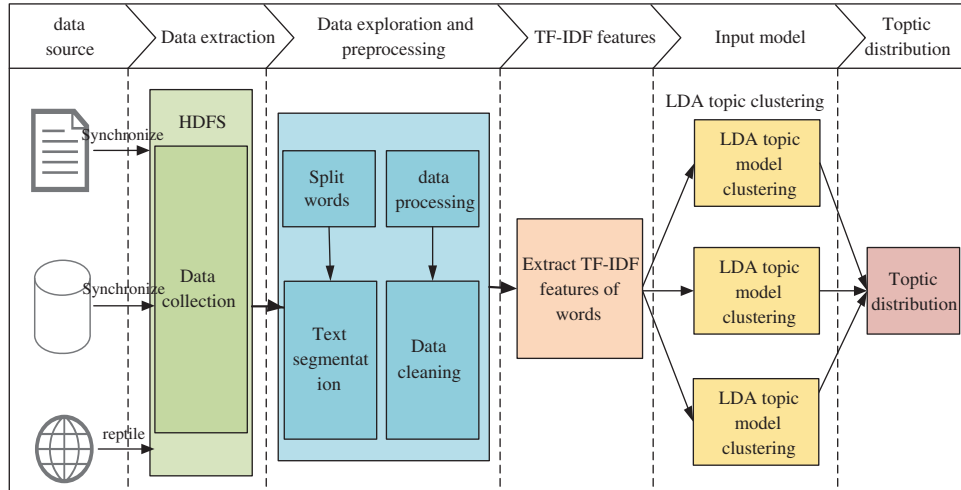 data
source
Data extraction
Data exploration and
preprocessing
TF-IDF features
Input model
Toptic
distribution
Synchronize
Synchronize
reptile
HDFS
Data
collection
Split
words
data
processing
Text
segmentat
ion
Data
cleaning
Extract TF-IDF
features of
words
LDA topic clustering
LDA topic
model
clustering
LDA topic
model
clustering
LDA topic
model
clustering
Toptic
distribution